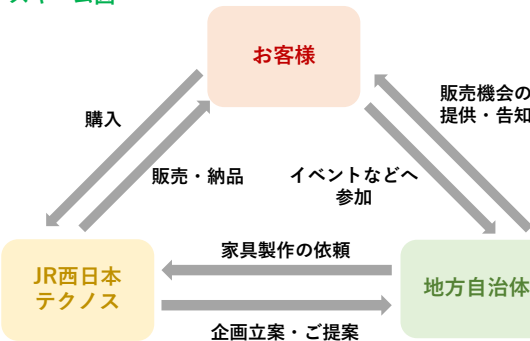 お客様
販売機会の
提供・告知
購入
販売・納品
イベントなどへ
参加
家具製作の依頼
JR西日本
テクノス
地方自治体
企画立案・ご提案